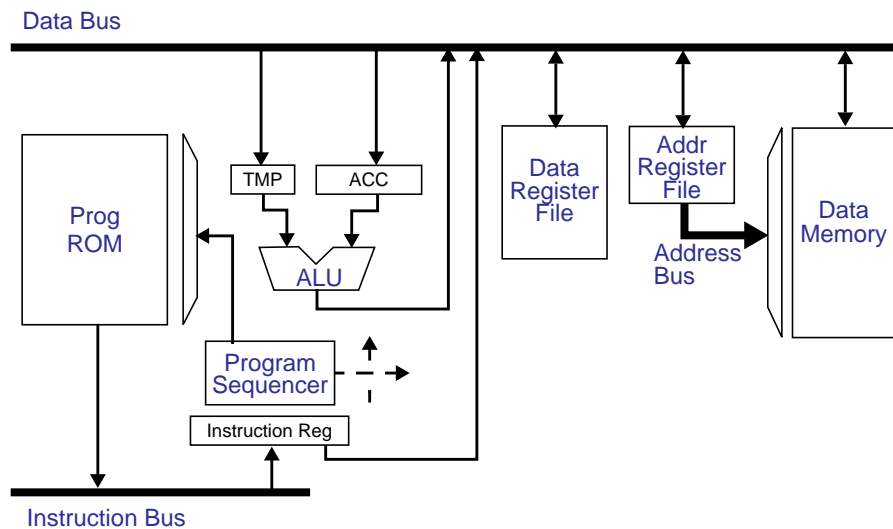 Data Bus
Prog
ROM
TMP
ACC
ALU
Data
Register
File
Addr
Register
File
Address
Bus
Data
Memory
Program
Sequencer
Instruction Reg
Instruction Bus